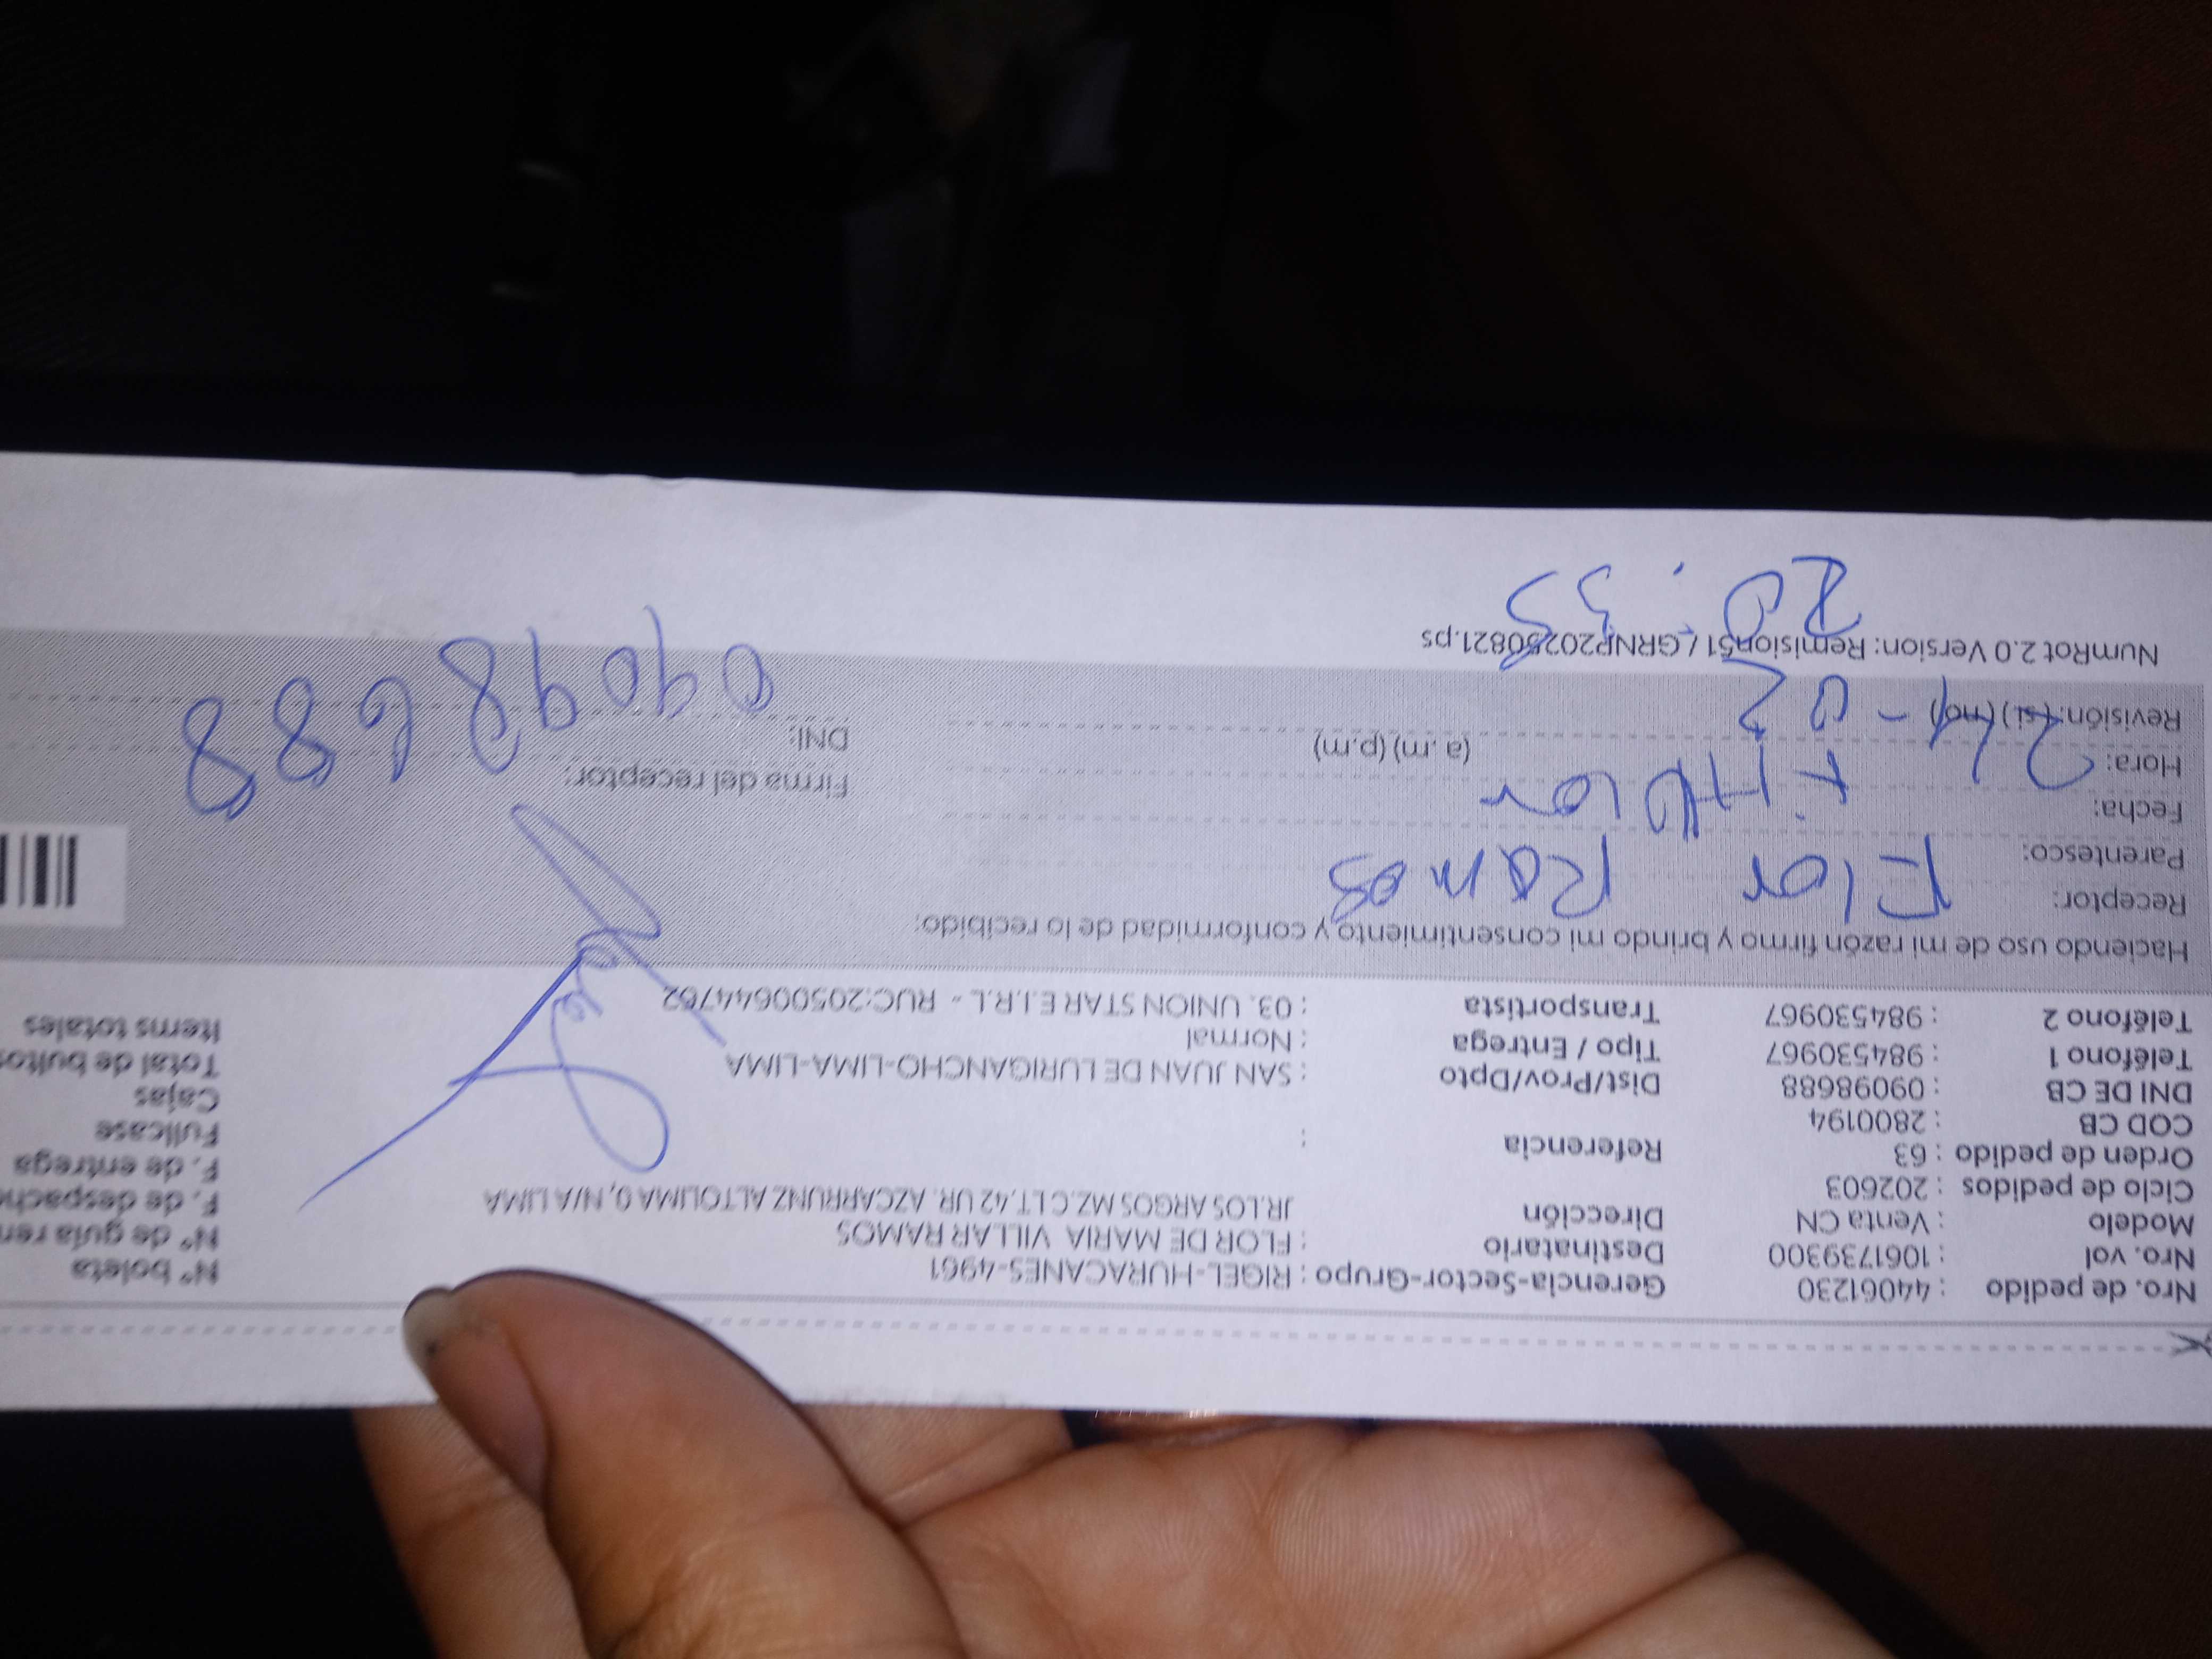 Nro. de pedido : 44061230 Gerencia-Sector-Grupo : RIGEL-HURACANES-4961 Nº boleta
Nro. vol : 1061739300 Destinatario : FLOR DE MARIA VILLAR RAMOS Nº de guía rem
Modelo : Venta CN Dirección JR.LOS ARGOS MZ.C LT.42 UR. AZCARRUNZ ALTOLIMA 0, N/A LIMA F. de despach
Ciclo de pedidos : 202603 F. de entrega
Orden de pedido : 63 Referencia : Fullcase
COD CB : 2800194 Cajas
DNI DE CB : 09098688 Dist/Prov/Dpto : SAN JUAN DE LURIGANCHO-LIMA-LIMA Total de bultos
Teléfono 1 : 984530967 Tipo / Entrega : Normal Items totales
Teléfono 2 : 984530967 Transportista : 03. UNION STAR E.I.R.L - RUC:20500644762
Haciendo uso de mi razón firmo y brindo mi consentimiento y conformidad de lo recibido:
Receptor: Flor Ramos
Parentesco: titular
Fecha: 24-02
Hora: (a.m) (p.m) Firma del receptor:
Revisión: (si) (no) DNI: 09098688
20:35
NumRot 2.0 Version: Remision51 / GRNP20250821.ps